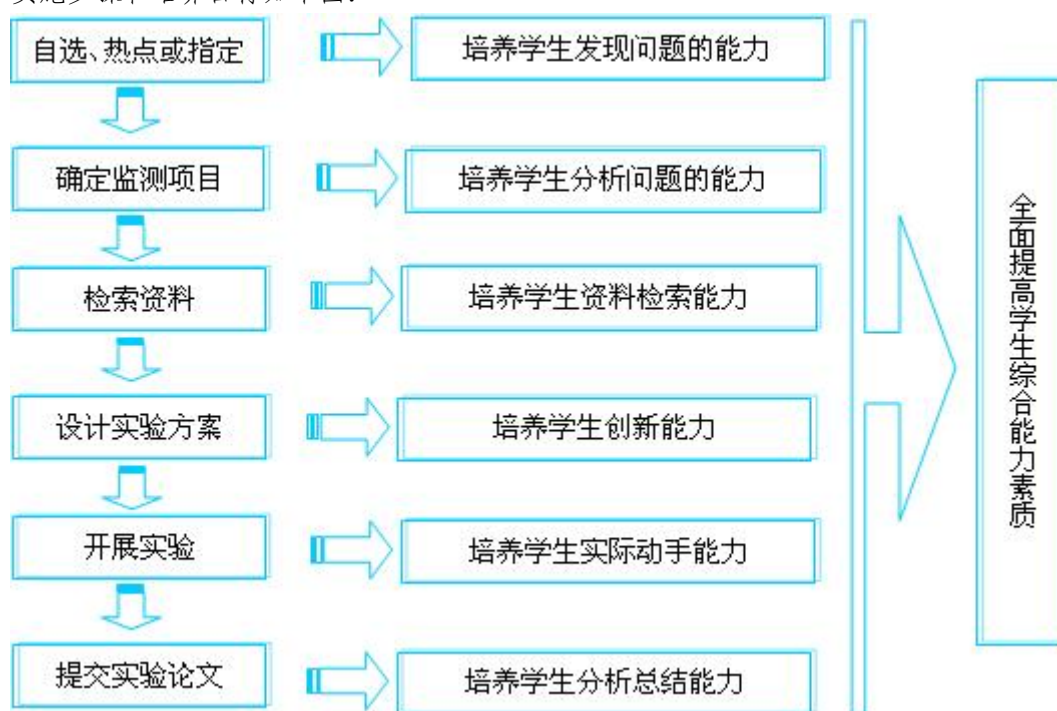 自选、热点或指定
培养学生发现问题的能力
确定监测项目
培养学生分析问题的能力
检索资料
培养学生资料检索能力
设计实验方案
培养学生创新能力
开展实验
培养学生实际动手能力
提交实验论文
培养学生分析总结能力
全面提高学生综合能力素质